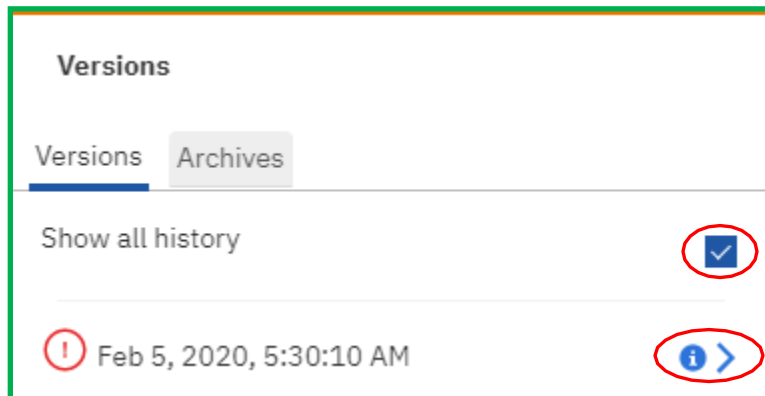 Versions
Versions Archives
Show all history
Feb 5, 2020, 5:30:10 AM